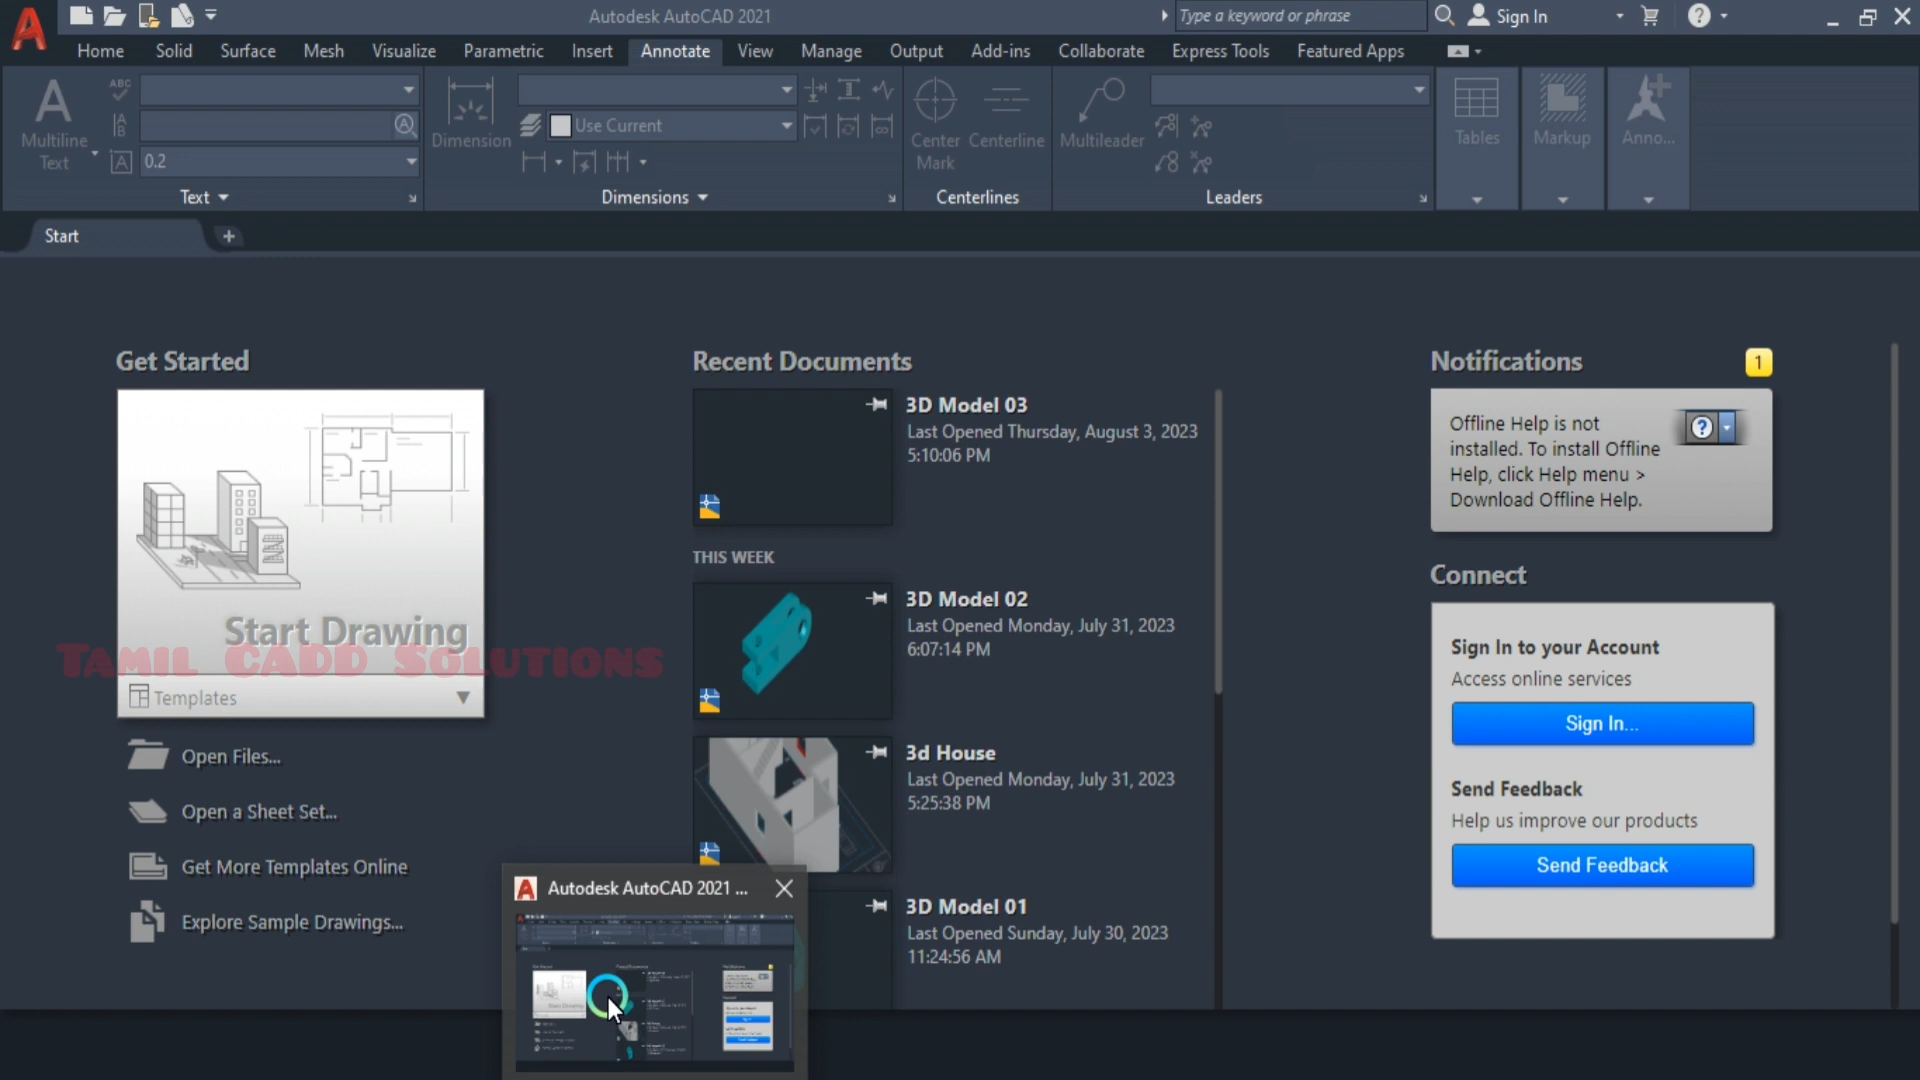 Autodesk AutoCAD 2021
Type a keyword or phrase
Sign In
Home Solid Surface Mesh Visualize Parametric Insert Annotate View Manage Output Add-ins Collaborate Express Tools Featured Apps
Multiline Text
ABC
0.2
Text
Dimension
Use Current
Dimensions
Center Mark
Centerline
Centerlines
Multileader
Leaders
Tables
Markup
Anno...
Start
Get Started
Start Drawing
TAMIL CADD SOLUTIONS
Templates
Open Files...
Open a Sheet Set...
Get More Templates Online
Explore Sample Drawings...
Recent Documents
3D Model 03
Last Opened Thursday, August 3, 2023
5:10:06 PM
THIS WEEK
3D Model 02
Last Opened Monday, July 31, 2023
6:07:14 PM
3d House
Last Opened Monday, July 31, 2023
5:25:38 PM
3D Model 01
Last Opened Sunday, July 30, 2023
11:24:56 AM
Autodesk AutoCAD 2021 ...
Notifications
1
Offline Help is not
installed. To install Offline
Help, click Help menu >
Download Offline Help.
Connect
Sign In to your Account
Access online services
Sign In...
Send Feedback
Help us improve our products
Send Feedback